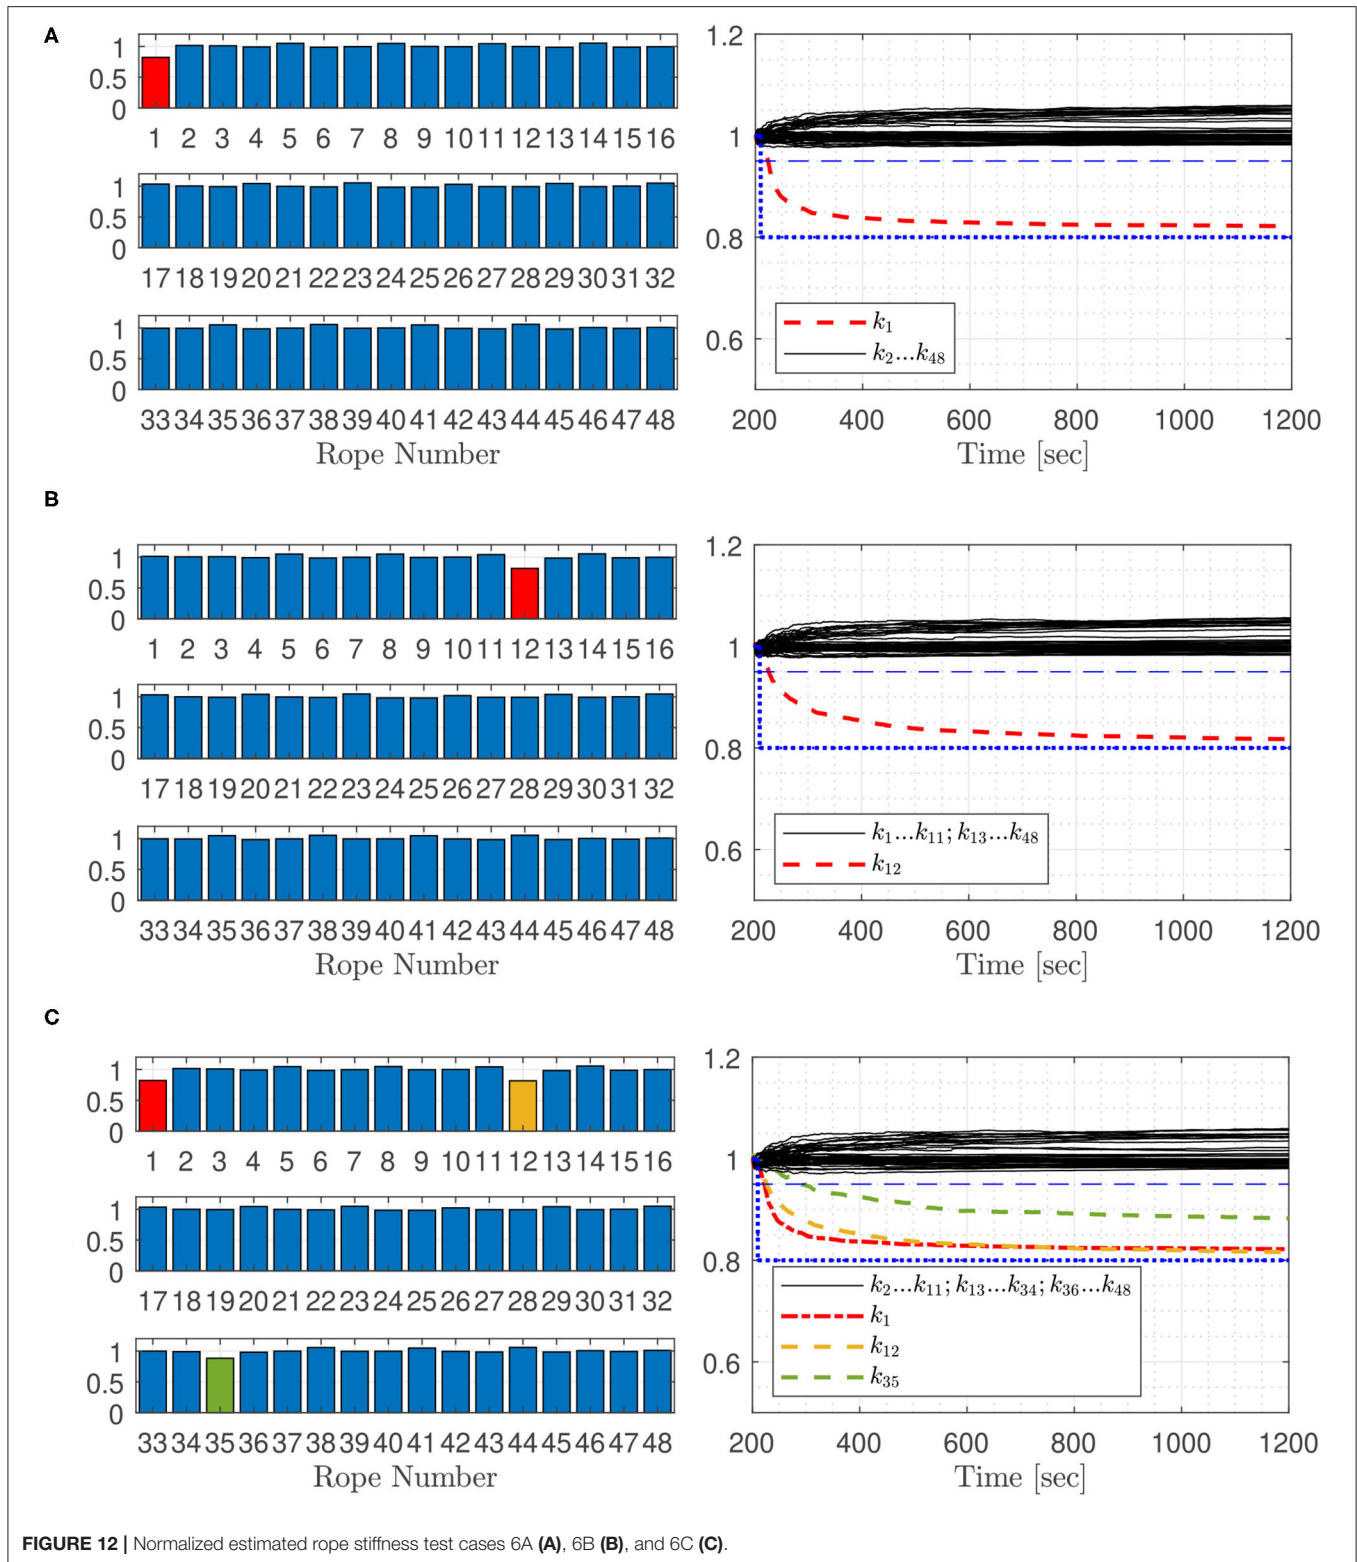 A
1
0.5
0
1 2 3 4 5 6 7 8 9 10 11 12 13 14 15 16
1
0.5
0
17 18 19 20 21 22 23 24 25 26 27 28 29 30 31 32
1
0.5
0
33 34 35 36 37 38 39 40 41 42 43 44 45 46 47 48
Rope Number
1.2
1
0.8
0.6
k1
k2...k48
200 400 600 800 1000 1200
Time [sec]
B
1
0.5
0
1 2 3 4 5 6 7 8 9 10 11 12 13 14 15 16
1
0.5
0
17 18 19 20 21 22 23 24 25 26 27 28 29 30 31 32
1
0.5
0
33 34 35 36 37 38 39 40 41 42 43 44 45 46 47 48
Rope Number
1.2
1
0.8
0.6
k1...k11; k13...k48
k12
200 400 600 800 1000 1200
Time [sec]
C
1
0.5
0
1 2 3 4 5 6 7 8 9 10 11 12 13 14 15 16
1
0.5
0
17 18 19 20 21 22 23 24 25 26 27 28 29 30 31 32
1
0.5
0
33 34 35 36 37 38 39 40 41 42 43 44 45 46 47 48
Rope Number
1.2
1
0.8
0.6
k2...k11; k13...k34; k36...k48
k1
k12
k35
200 400 600 800 1000 1200
Time [sec]
FIGURE 12 | Normalized estimated rope stiffness test cases 6A (A), 6B (B), and 6C (C).